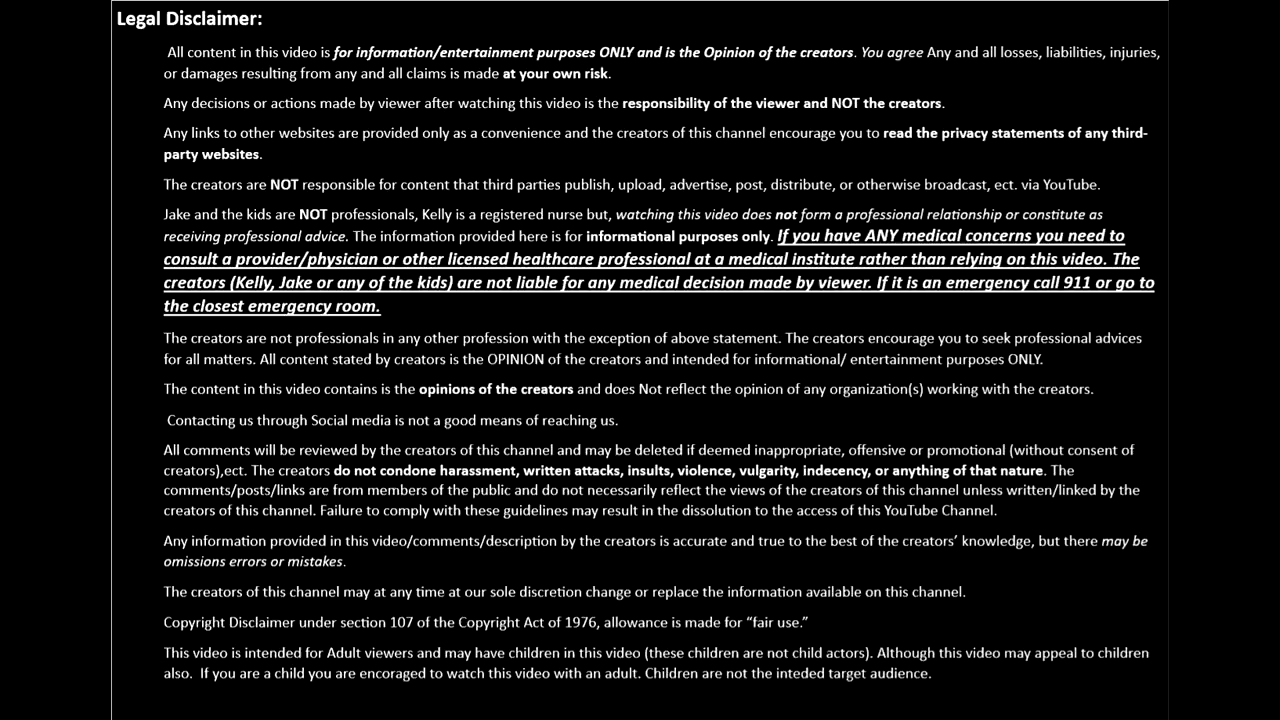 Legal Disclaimer:
All content in this video is for information/entertainment purposes ONLY and is the Opinion of the creators. You agree Any and all losses, liabilities, injuries,
or damages resulting from any and all claims is made at your own risk.
Any decisions or actions made by viewer after watching this video is the responsibility of the viewer and NOT the creators.
Any links to other websites are provided only as a convenience and the creators of this channel encourage you to read the privacy statements of any third-
party websites.
The creators are NOT responsible for content that third parties publish, upload, advertise, post, distribute, or otherwise broadcast, ect. via YouTube.
Jake and the kids are NOT professionals, Kelly is a registered nurse but, watching this video does not form a professional relationship or constitute as
receiving professional advice. The information provided here is for informational purposes only. If you have ANY medical concerns you need to
consult a provider/physician or other licensed healthcare professional at a medical institute rather than relying on this video. The
creators (Kelly, Jake or any of the kids) are not liable for any medical decision made by viewer. If it is an emergency call 911 or go to
the closest emergency room.
The creators are not professionals in any other profession with the exception of above statement. The creators encourage you to seek professional advices
for all matters. All content stated by creators is the OPINION of the creators and intended for informational/ entertainment purposes ONLY.
The content in this video contains is the opinions of the creators and does Not reflect the opinion of any organization(s) working with the creators.
Contacting us through Social media is not a good means of reaching us.
All comments will be reviewed by the creators of this channel and may be deleted if deemed inappropriate, offensive or promotional (without consent of
creators),ect. The creators do not condone harassment, written attacks, insults, violence, vulgarity, indecency, or anything of that nature. The
comments/posts/links are from members of the public and do not necessarily reflect the views of the creators of this channel unless written/linked by the
creators of this channel. Failure to comply with these guidelines may result in the dissolution to the access of this YouTube Channel.
Any information provided in this video/comments/description by the creators is accurate and true to the best of the creators’ knowledge, but there may be
omissions errors or mistakes.
The creators of this channel may at any time at our sole discretion change or replace the information available on this channel.
Copyright Disclaimer under section 107 of the Copyright Act of 1976, allowance is made for “fair use.”
This video is intended for Adult viewers and may have children in this video (these children are not child actors). Although this video may appeal to children
also.  If you are a child you are encoraged to watch this video with an adult. Children are not the inteded target audience.